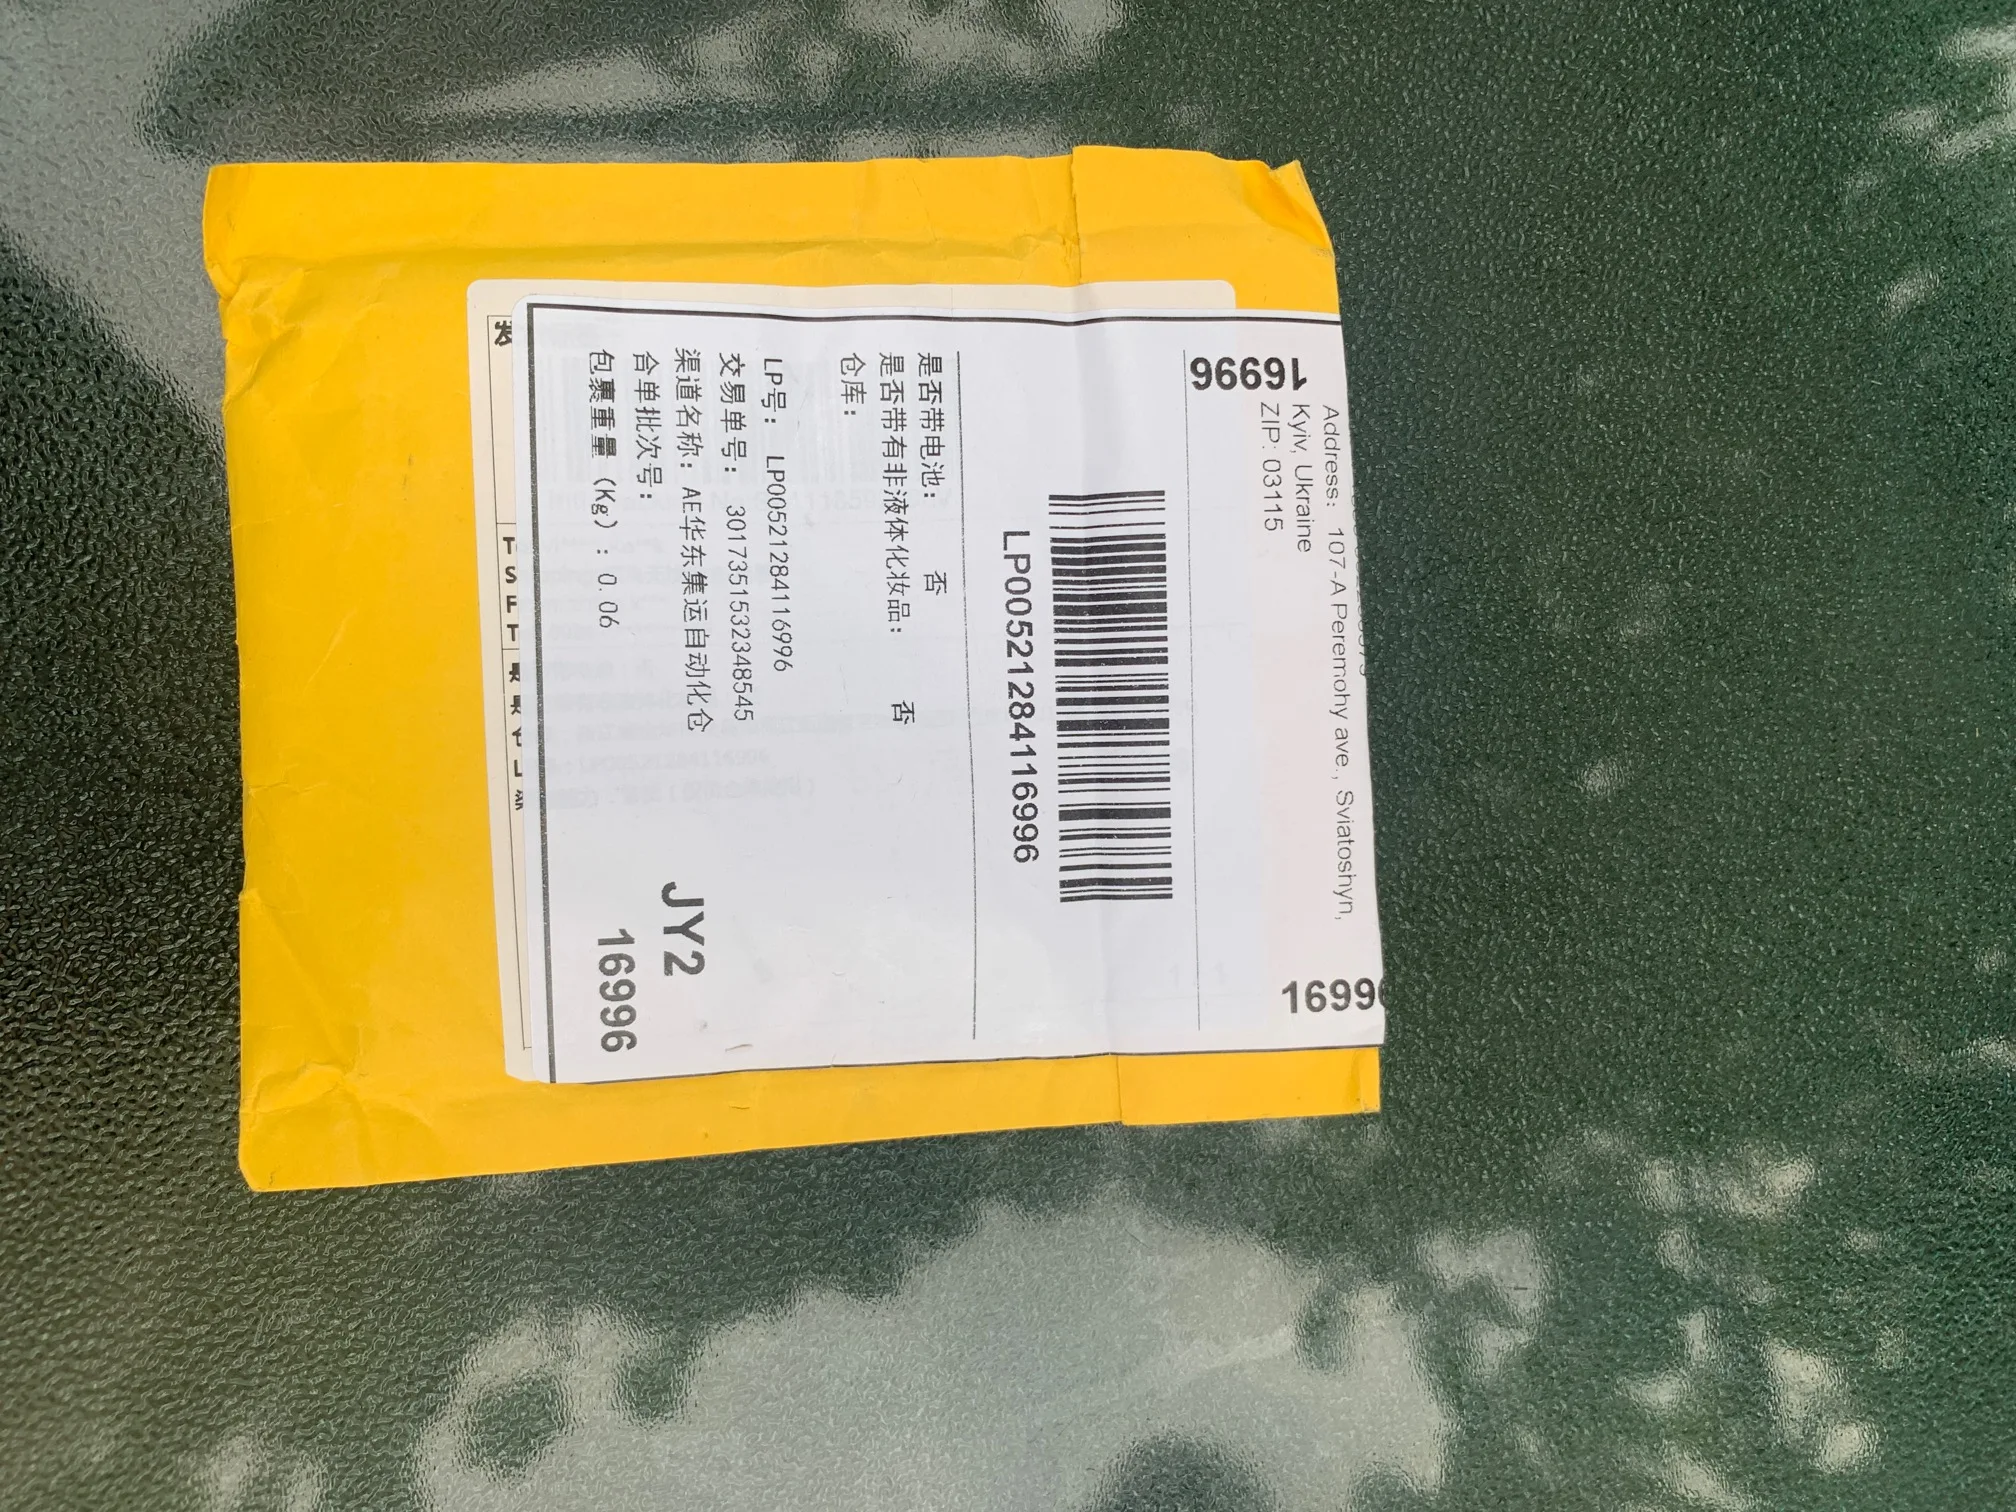 Address: 107-A Peremohy ave., Sviatoshyn,
Kyiv, Ukraine
ZIP: 03115
16996
16996
LP00521284116996
是否带电池: 否
是否带有非液体化妆品: 否
仓库:
LP号: LP00521284116996
交易单号: 3017351532348545
渠道名称: AE华东集运自动化仓
合单批次号:
包裹重量 (Kg) : 0.06
JY2
16996